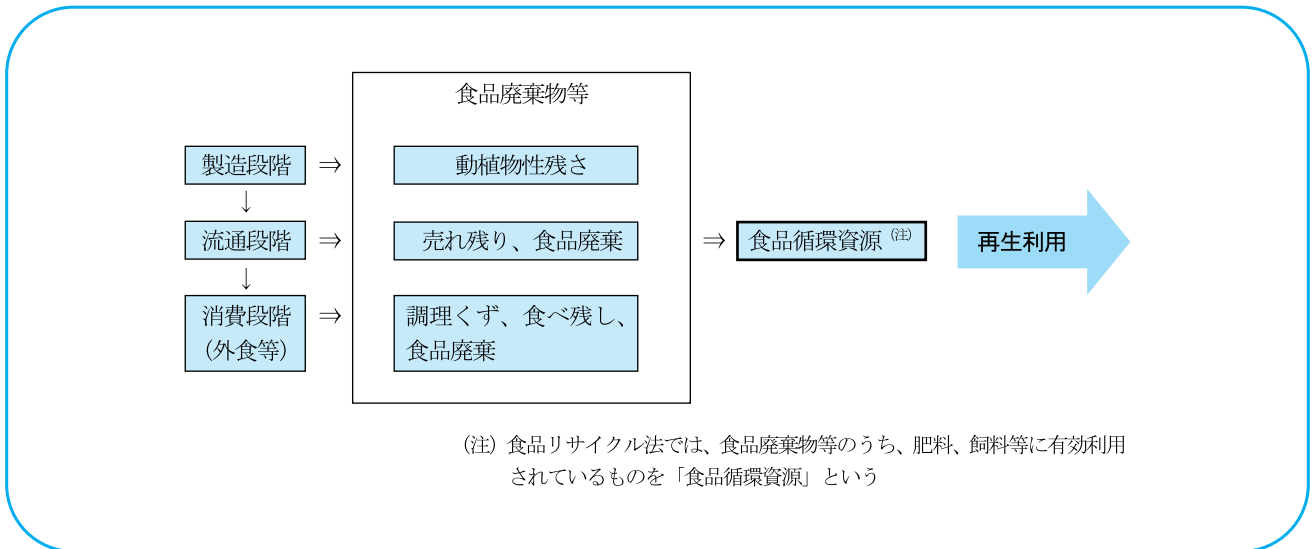 食品廃棄物等
製造段階 ⇒ 動植物性残さ
↓
流通段階 ⇒ 売れ残り、食品廃棄 ⇒ 食品循環資源（注） 再生利用
↓
消費段階 ⇒ 調理くず、食べ残し、
（外食等） 食品廃棄
（注）食品リサイクル法では、食品廃棄物等のうち、肥料、飼料等に有効利用
されているものを「食品循環資源」という